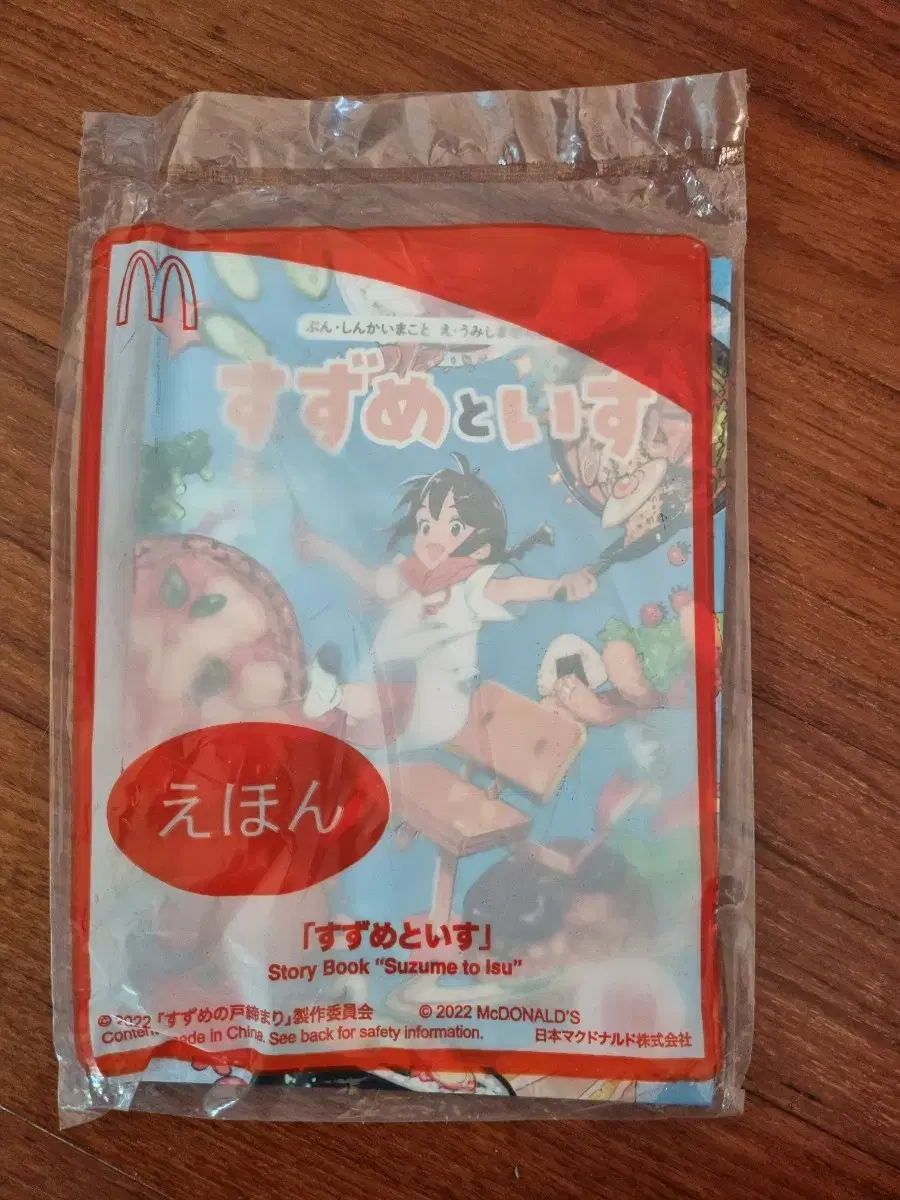 ぶん・しんかいまこと え・うみしま
すずめといす
えほん
「すずめといす」
Story Book “Suzume to Isu”
© 2022「すずめの戸締まり」製作委員会 © 2022 McDONALD'S
made in China. See back for safety information. 日本マクドナルド株式会社